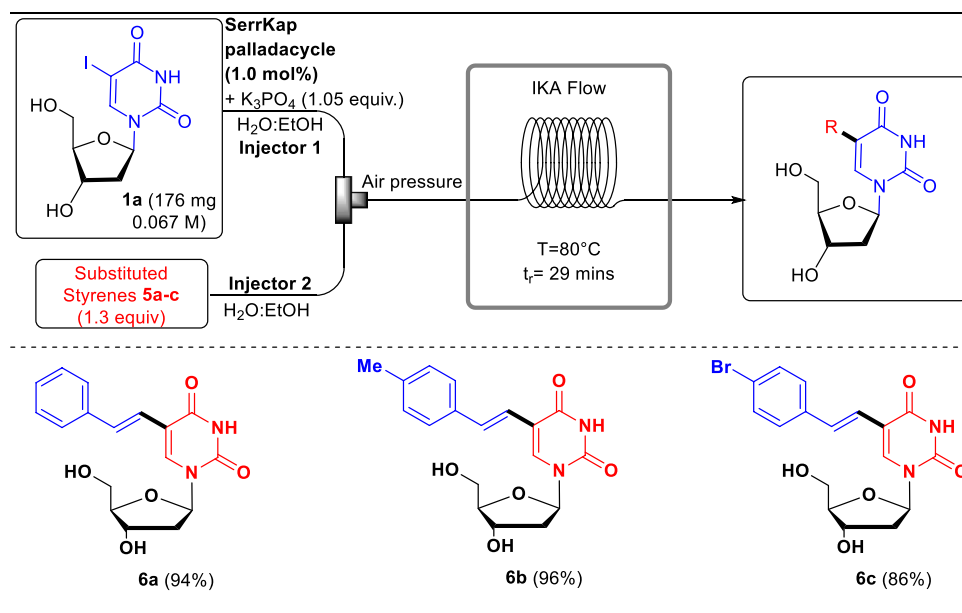 SerrKap
palladacycle
(1.0 mol%)
+ K₃PO₄ (1.05 equiv.)
H₂O:EtOH
Injector 1
O
I
NH
N
O
HO
O
HO
1a (176 mg
0.067 M)
Air pressure
IKA Flow
T=80°C
tᵣ= 29 mins
O
R
NH
N
O
HO
O
HO
Substituted
Styrenes 5a-c
(1.3 equiv)
Injector 2
H₂O:EtOH
O
NH
N
O
HO
O
OH
6a (94%)
Me
O
NH
N
O
HO
O
OH
6b (96%)
Br
O
NH
N
O
HO
O
OH
6c (86%)